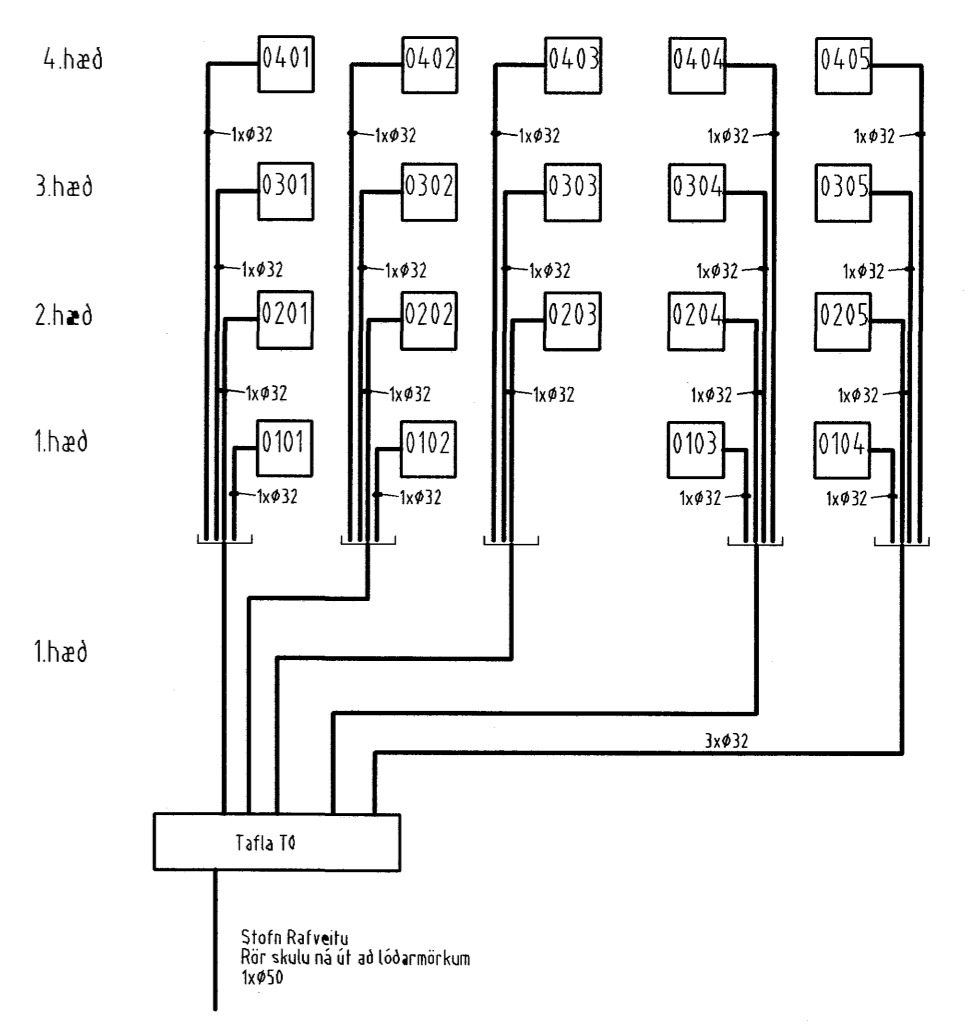 4.hæð
0401
0402
0403
0404
0405
1xø32
1xø32
1xø32
1xø32
1xø32
3.hæð
0301
0302
0303
0304
0305
1xø32
1xø32
1xø32
1xø32
1xø32
2.hæð
0201
0202
0203
0204
0205
1xø32
1xø32
1xø32
1xø32
1xø32
1.hæð
0101
0102
0103
0104
1xø32
1xø32
1xø32
1xø32
1.hæð
3xø32
Tafla T0
Stofn Rafveitu
Rör skulu ná út að lóðarmörkum
1xø50